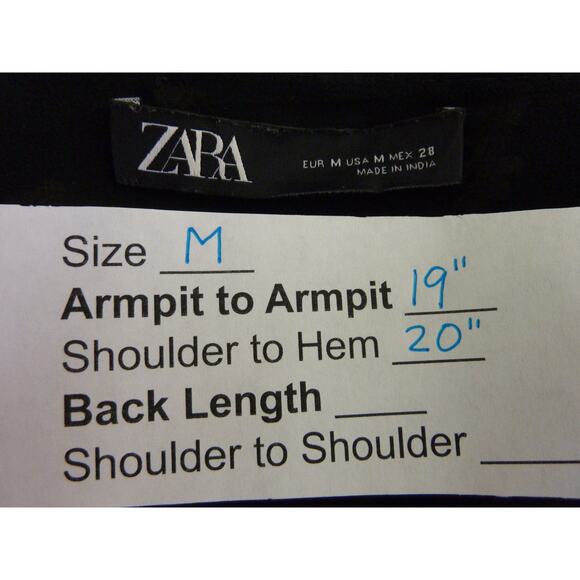 ZARA
EUR M USA M MEX 28
MADE IN INDIA
Size M
Armpit to Armpit 19"
Shoulder to Hem 20"
Back Length
Shoulder to Shoulder